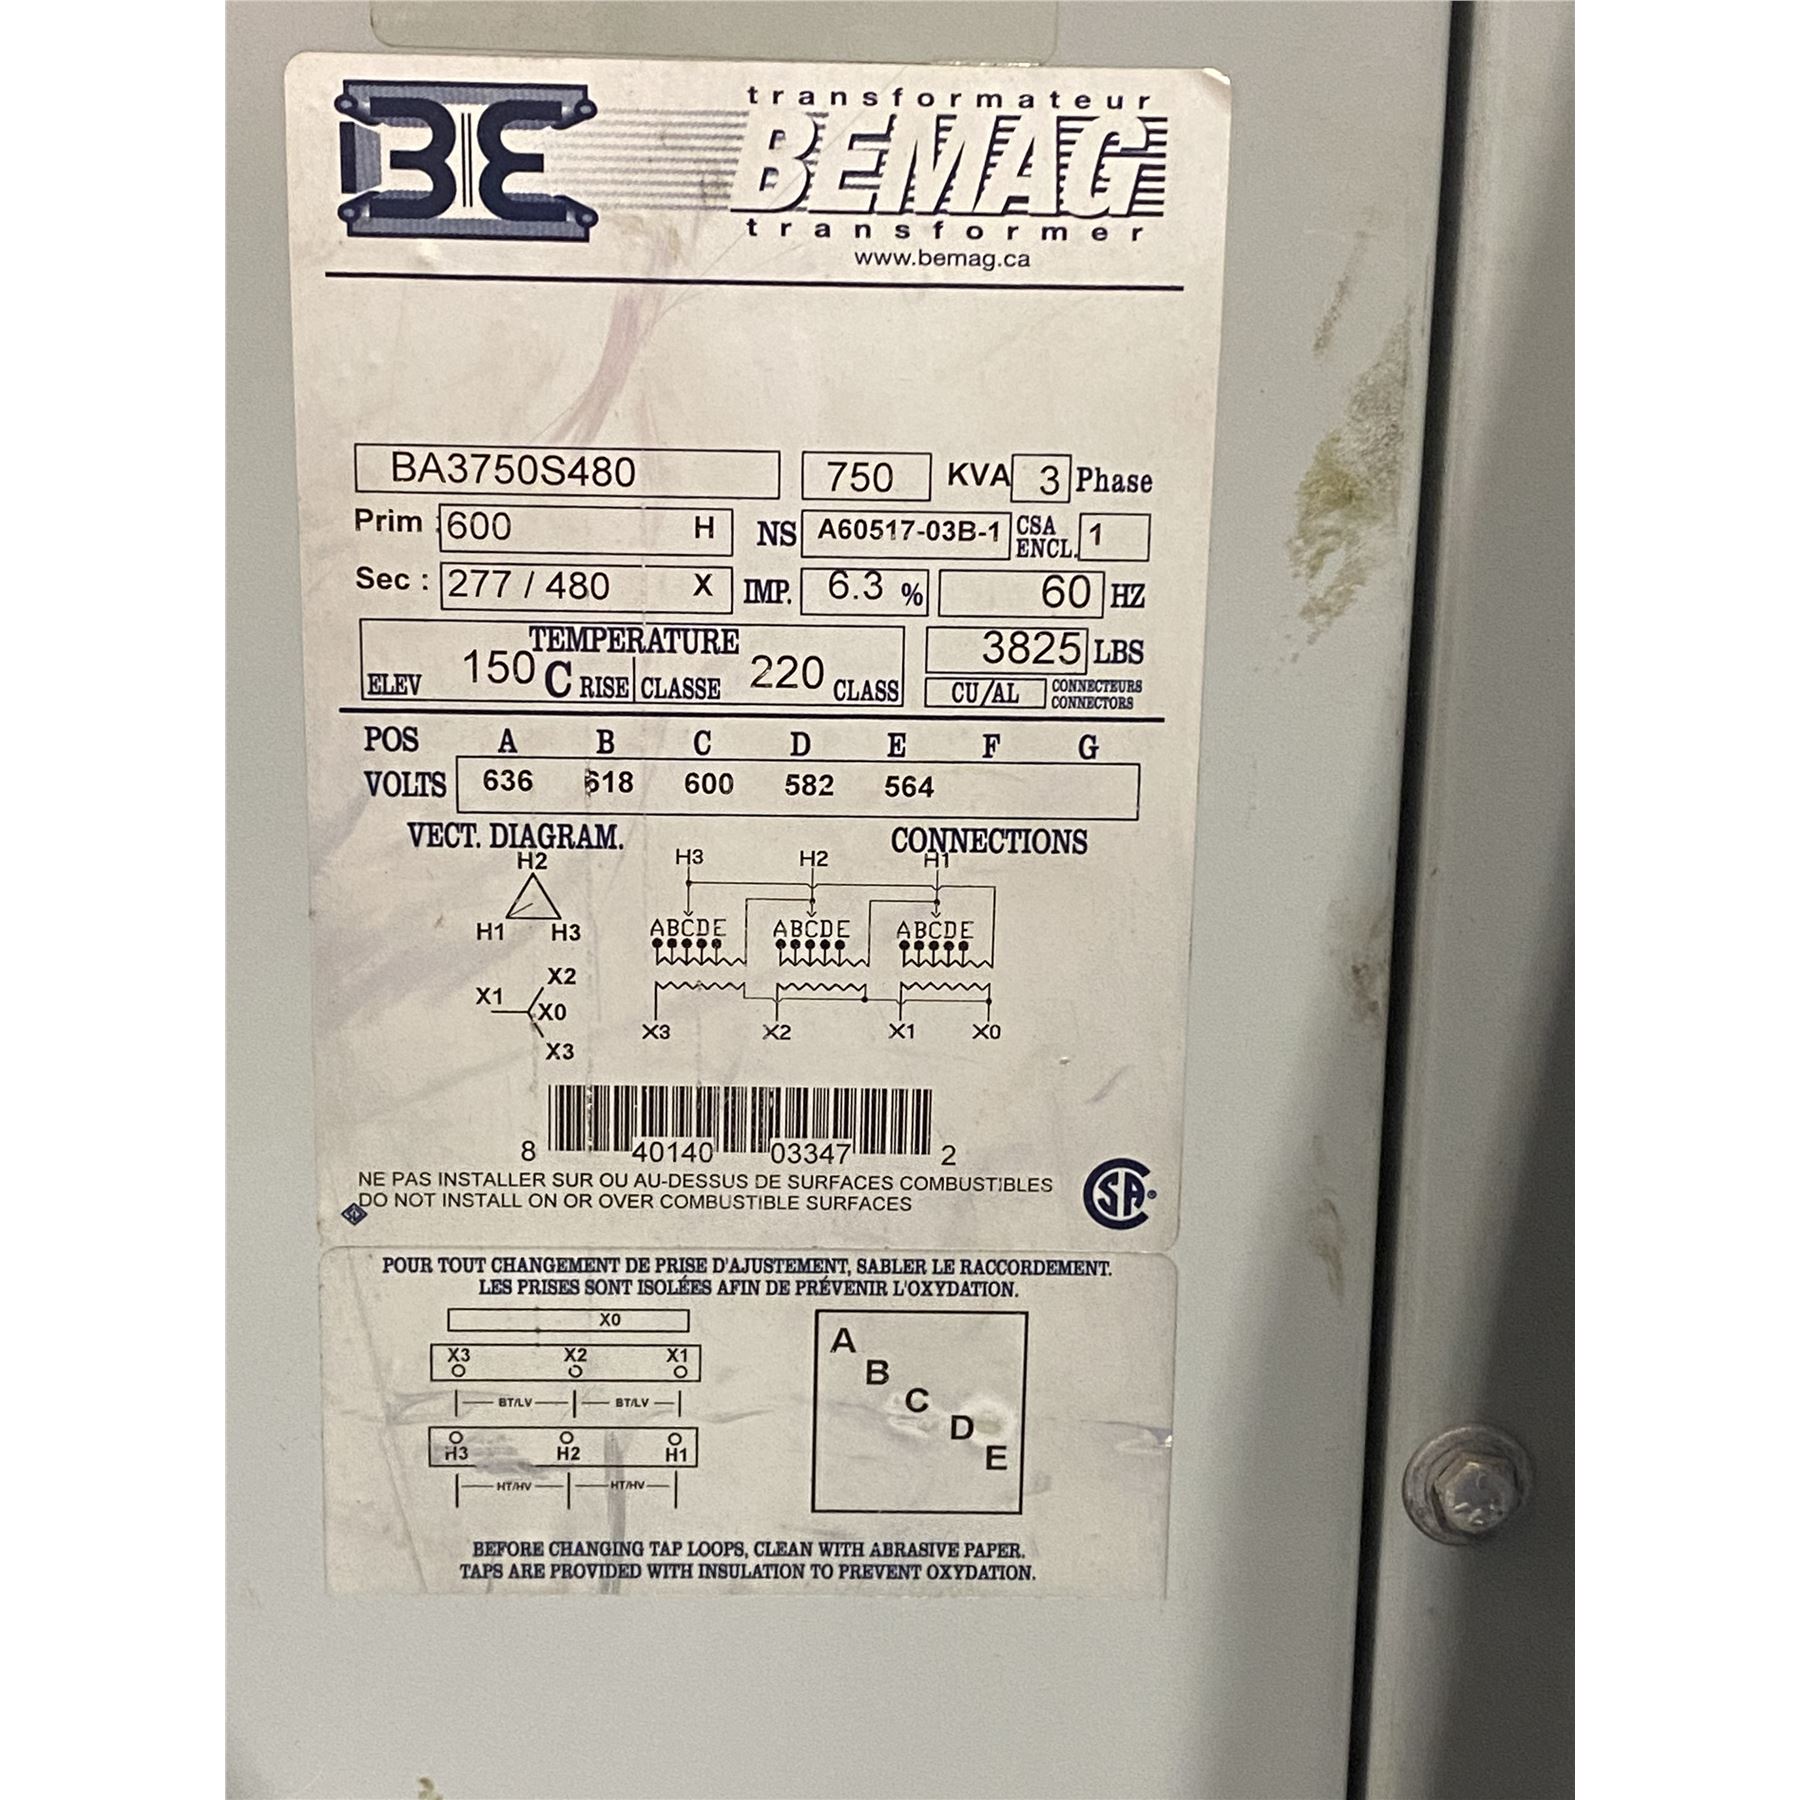 BE
transformateur
BEMAG
transformer
www.bemag.ca
BA3750S480 750 KVA 3 Phase
Prim : 600 H NS A60517-03B-1 CSA ENCL. 1
Sec : 277 / 480 X IMP. 6.3 % 60 HZ
TEMPERATURE 3825 LBS
ELEV 150 C RISE CLASSE 220 CLASS CU/AL CONNECTEURS CONNECTORS
POS A B C D E F G
VOLTS 636 618 600 582 564
VECT. DIAGRAM. CONNECTIONS
H2 H3 H2 H1
H1 H3 ABCDE ABCDE ABCDE
X2
X1 X0
X3
X3 X2 X1 X0
8 40140 03347 2
NE PAS INSTALLER SUR OU AU-DESSUS DE SURFACES COMBUSTIBLES
DO NOT INSTALL ON OR OVER COMBUSTIBLE SURFACES
CSA
POUR TOUT CHANGEMENT DE PRISE D'AJUSTEMENT, SABLER LE RACCORDEMENT.
LES PRISES SONT ISOLÉES AFIN DE PRÉVENIR L'OXYDATION.
X0
X3 X2 X1
BT/LV BT/LV
H3 H2 H1
HT/HV HT/HV
A
B
C
D
E
BEFORE CHANGING TAP LOOPS, CLEAN WITH ABRASIVE PAPER.
TAPS ARE PROVIDED WITH INSULATION TO PREVENT OXYDATION.